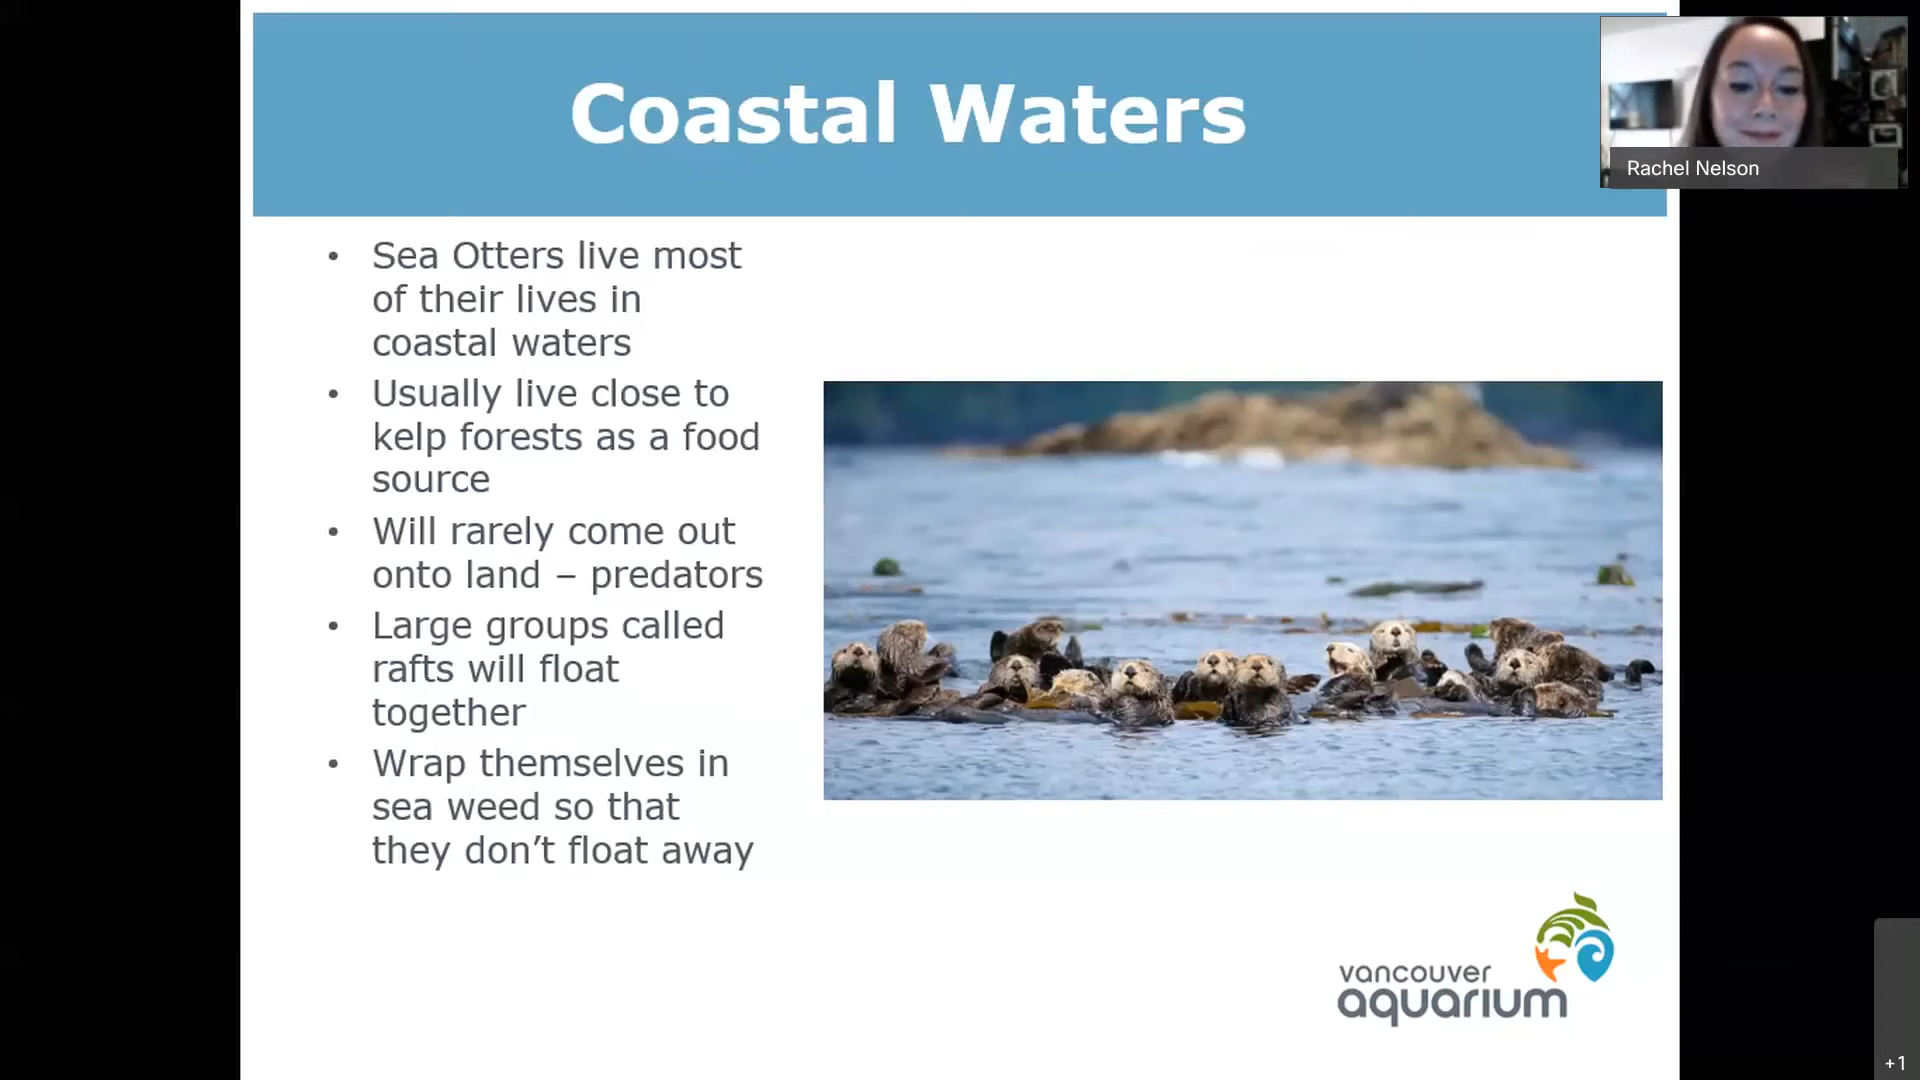 Coastal Waters
Rachel Nelson
• Sea Otters live most
of their lives in
coastal waters
• Usually live close to
kelp forests as a food
source
• Will rarely come out
onto land – predators
• Large groups called
rafts will float
together
• Wrap themselves in
sea weed so that
they don’t float away
vancouver
aquarium
+1